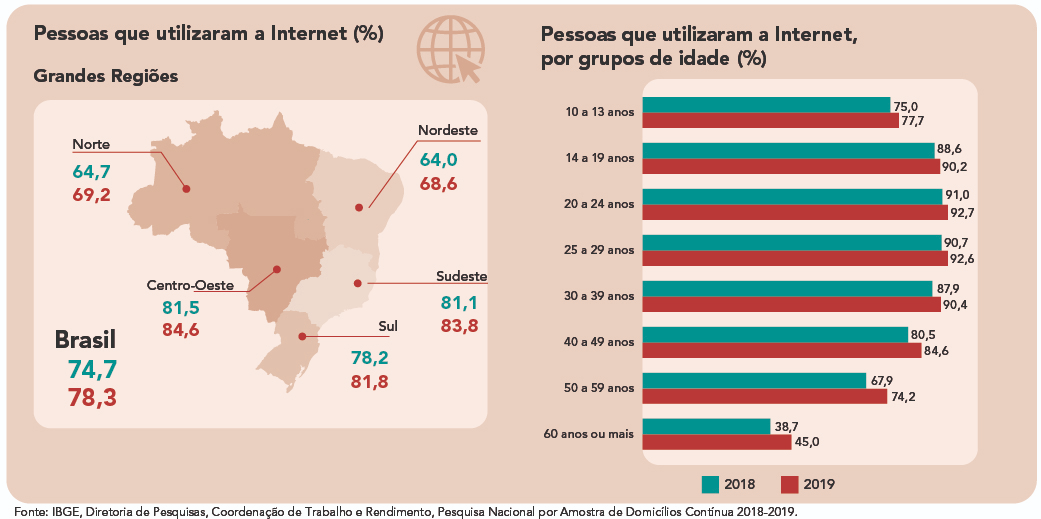 Pessoas que utilizaram a Internet (%)
Grandes Regiões
Norte
64,7
69,2
Nordeste
64,0
68,6
Centro-Oeste
81,5
84,6
Sudeste
81,1
83,8
Sul
78,2
81,8
Brasil
74,7
78,3
Pessoas que utilizaram a Internet,
por grupos de idade (%)
10 a 13 anos
75,0
77,7
14 a 19 anos
88,6
90,2
20 a 24 anos
91,0
92,7
25 a 29 anos
90,7
92,6
30 a 39 anos
87,9
90,4
40 a 49 anos
80,5
84,6
50 a 59 anos
67,9
74,2
60 anos ou mais
38,7
45,0
2018 2019
Fonte: IBGE, Diretoria de Pesquisas, Coordenação de Trabalho e Rendimento, Pesquisa Nacional por Amostra de Domicílios Contínua 2018-2019.